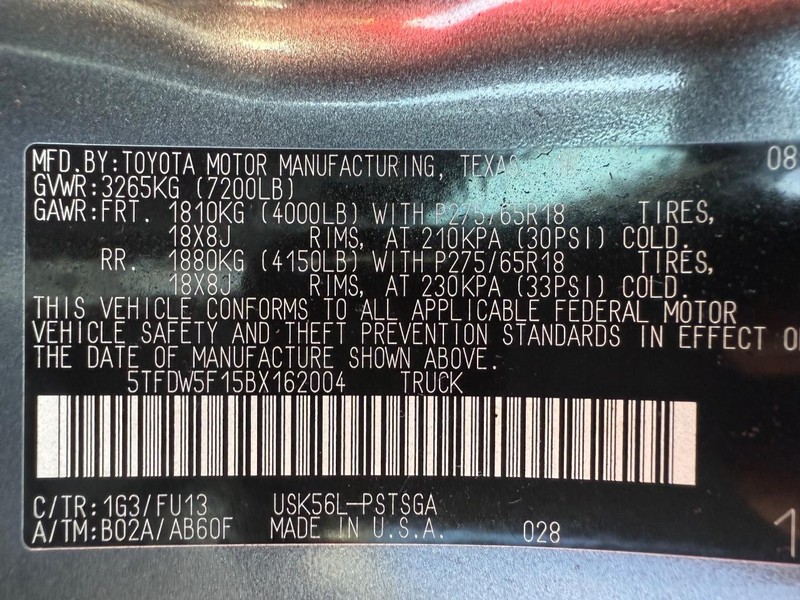 MFD.BY:TOYOTA MOTOR MANUFACTURING, TEXAS, 08
GVWR:3265KG (7200LB)
GAWR:FRT. 1810KG (4000LB) WITH P275/65R18 TIRES,
18X8J RIMS, AT 210KPA (30PSI) COLD.
RR. 1880KG (4150LB) WITH P275/65R18 TIRES,
18X8J RIMS, AT 230KPA (33PSI) COLD.
THIS VEHICLE CONFORMS TO ALL APPLICABLE FEDERAL MOTOR
VEHICLE SAFETY AND THEFT PREVENTION STANDARDS IN EFFECT
THE DATE OF MANUFACTURE SHOWN ABOVE.
5TFDW5F15BX162004 TRUCK
C/TR:1G3/FU13 USK56L-PSTSGA
A/TM:B02A/AB60F MADE IN U.S.A. 028 1